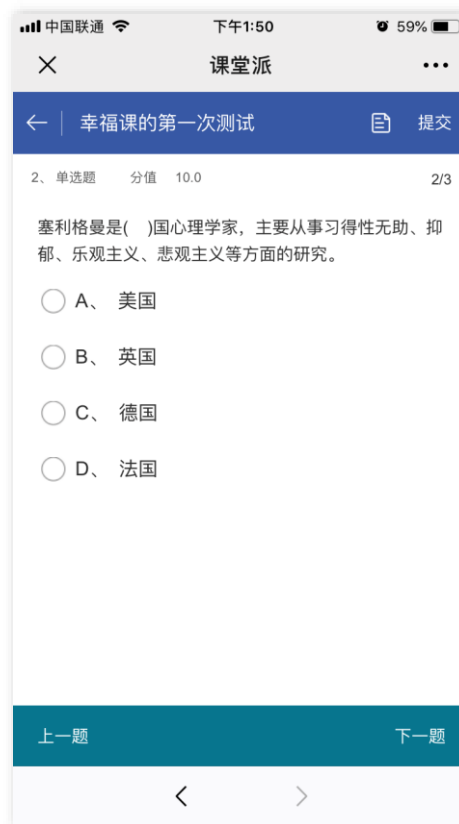 中国联通 下午1:50 59%
课堂派
幸福课的第一次测试 提交
2、 单选题 分值 10.0 2/3
塞利格曼是( )国心理学家，主要从事习得性无助、抑
郁、乐观主义、悲观主义等方面的研究。
A、 美国
B、 英国
C、 德国
D、 法国
上一题 下一题